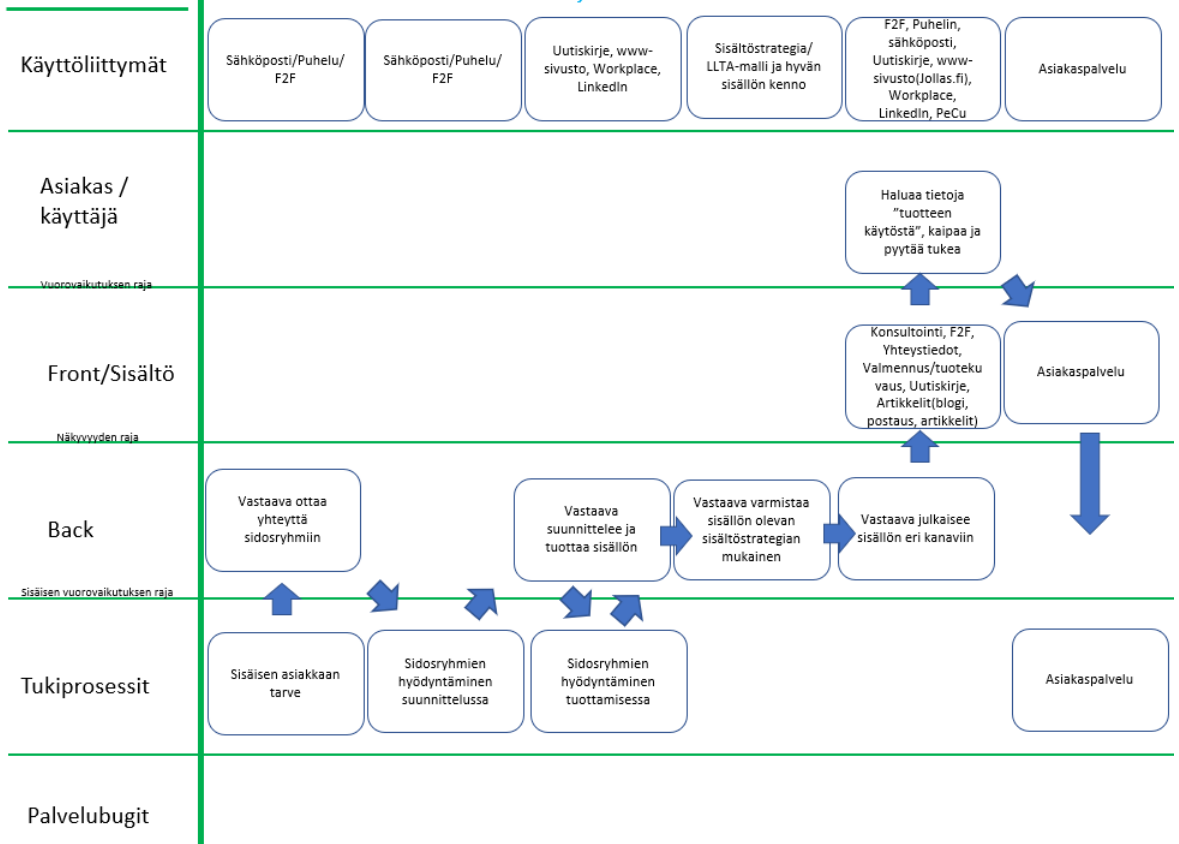 Käyttöliittymät
Sähköposti/Puhelu/
F2F
Sähköposti/Puhelu/
F2F
Uutiskirje, www-
sivusto, Workplace,
LinkedIn
Sisältöstrategia/
LLTA-malli ja hyvän
sisällön kenno
F2F, Puhelin,
sähköposti,
Uutiskirje, www-
sivusto(Jollas.fi),
Workplace,
LinkedIn, PeCu
Asiakaspalvelu
Asiakas /
käyttäjä
Haluaa tietoja
”tuotteen
käytöstä”, kaipaa ja
pyytää tukea
Vuorovaikutuksen raja
Front/Sisältö
Konsultointi, F2F,
Yhteystiedot,
Valmennus/tuoteku
vaus, Uutiskirje,
Artikkelit(blogi,
postaus, artikkelit)
Asiakaspalvelu
Näkyvyyden raja
Back
Vastaava ottaa
yhteyttä
sidosryhmiin
Vastaava
suunnittelee ja
tuottaa sisällön
Vastaava varmistaa
sisällön olevan
sisältöstrategian
mukainen
Vastaava julkaisee
sisällön eri kanaviin
Sisäisen vuorovaikutuksen raja
Tukiprosessit
Sisäisen asiakkaan
tarve
Sidosryhmien
hyödyntäminen
suunnittelussa
Sidosryhmien
hyödyntäminen
tuottamisessa
Asiakaspalvelu
Palvelubugit